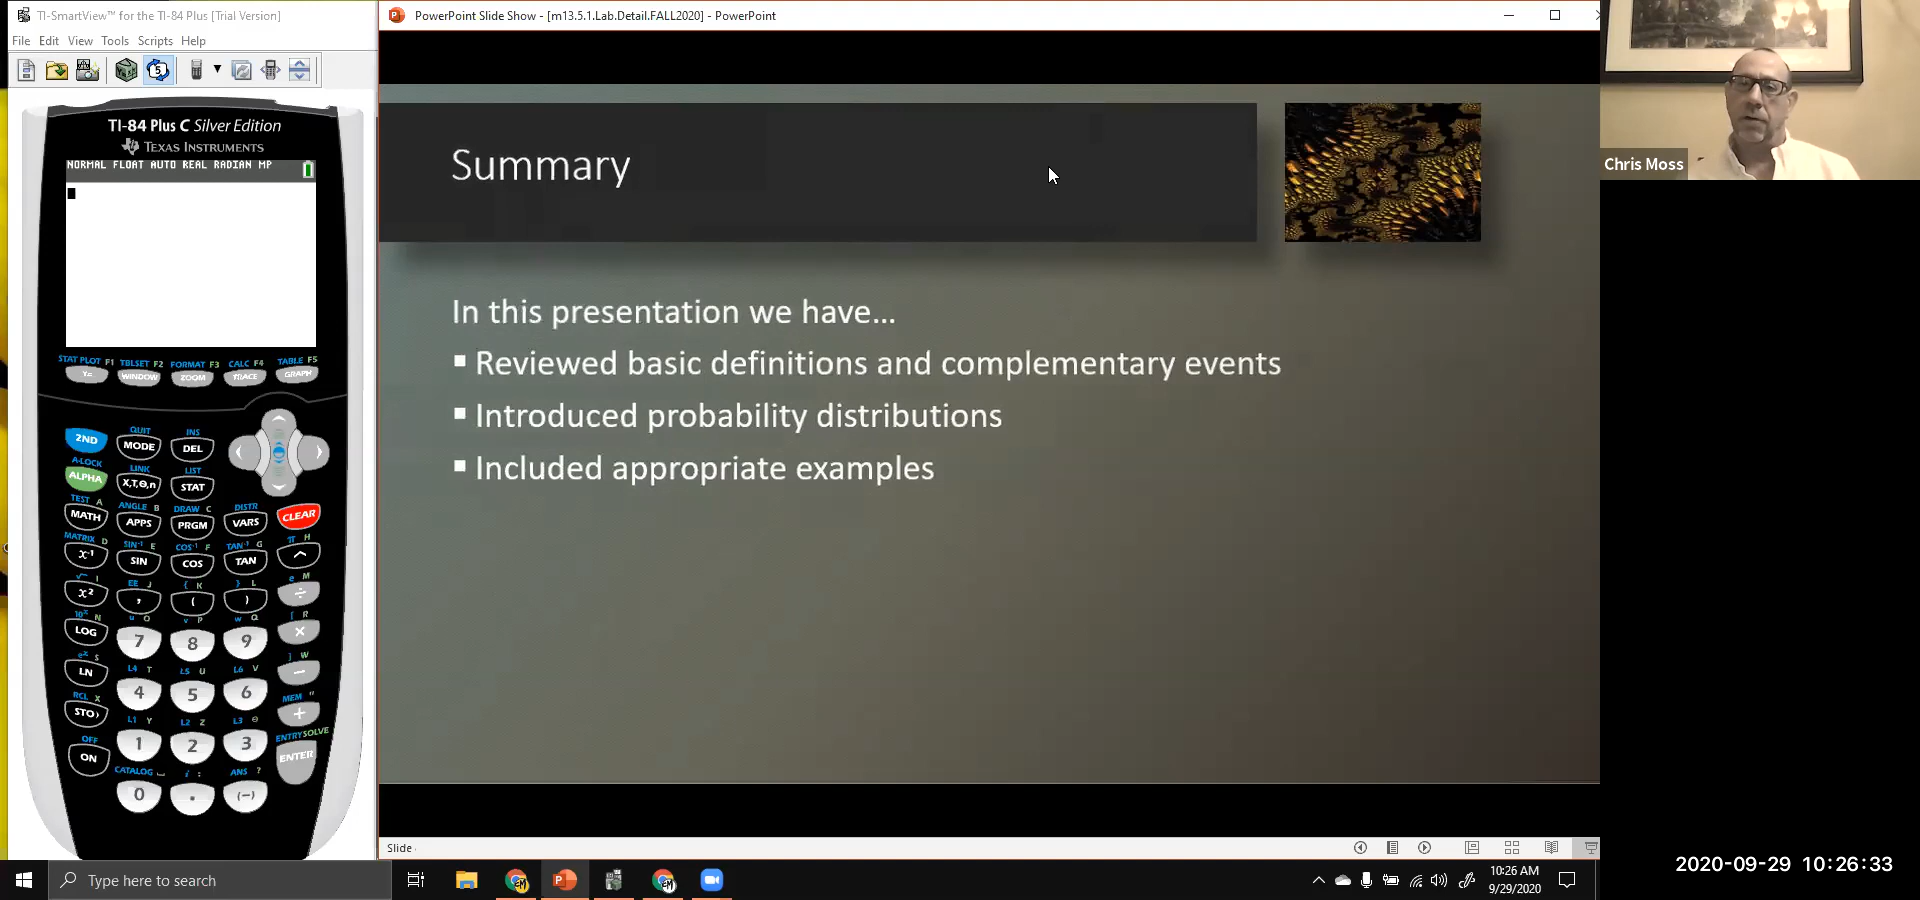 TI-SmartView™ for the TI-84 Plus [Trial Version]
File Edit View Tools Scripts Help
TI-84 Plus C Silver Edition
TEXAS INSTRUMENTS
NORMAL FLOAT AUTO REAL RADIAN MP
STAT PLOT F1 TBLSET F2 FORMAT F3 CALC F4 TABLE F5
Y= WINDOW ZOOM TRACE GRAPH
QUIT INS
2ND MODE DEL
A-LOCK LINK LIST
ALPHA X,T,Θ,n STAT
TEST A ANGLE B DRAW C DISTR
MATH APPS PRGM VARS CLEAR
MATRIX D SIN⁻¹ E COS⁻¹ F TAN⁻¹ G π H
X⁻¹ SIN COS TAN ^
√ I EE J { K } L e M
X² , ( ) ÷
10ˣ N u O v P w Q [ R
LOG 7 8 9 ×
eˣ S L4 T L5 U L6 V ] W
LN 4 5 6 −
RCL X L1 Y L2 Z L3 Θ MEM "
STO› 1 2 3 +
OFF ENTRY SOLVE
ON ENTER
CATALOG i : ANS ?
0 . (−)
PowerPoint Slide Show - [m13.5.1.Lab.Detail.FALL2020] - PowerPoint
Summary
In this presentation we have...
▪ Reviewed basic definitions and complementary events
▪ Introduced probability distributions
▪ Included appropriate examples
Slide
Chris Moss
Type here to search
10:26 AM
9/29/2020
2020-09-29 10:26:33